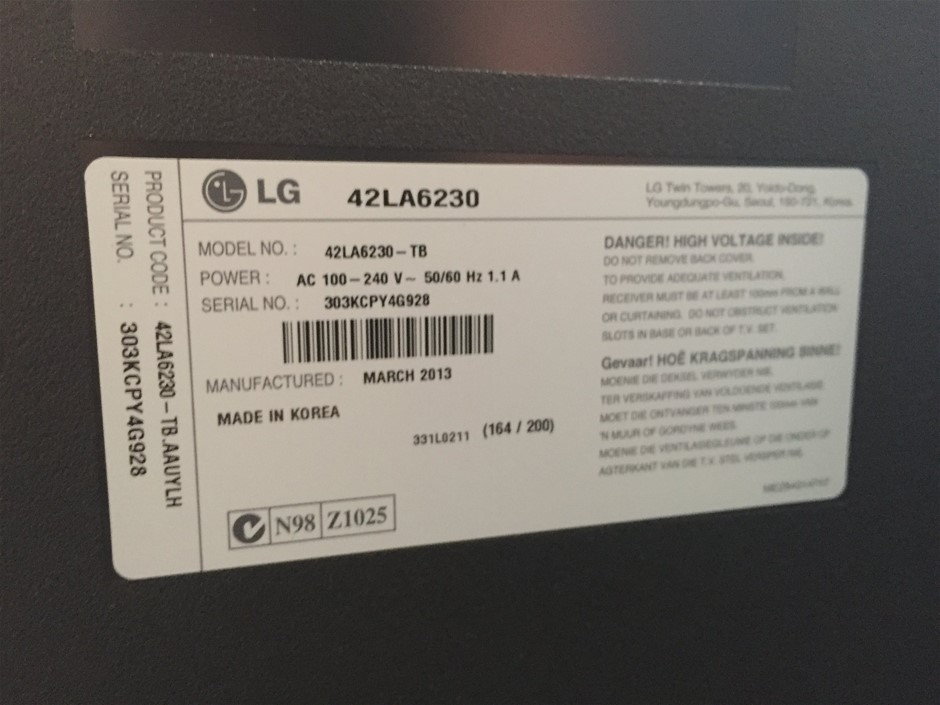 LG 42LA6230
LG Twin Towers, 20, Yoido-Dong,
Youngdungpo-Gu, Seoul, 150-721, Korea
MODEL NO. : 42LA6230-TB
POWER : AC 100-240 V~ 50/60 Hz 1.1 A
SERIAL NO. : 303KCPY4G928
MANUFACTURED : MARCH 2013
MADE IN KOREA
331L0211 (164 / 200)
N98 Z1025
DANGER! HIGH VOLTAGE INSIDE!
DO NOT REMOVE BACK COVER.
TO PROVIDE ADEQUATE VENTILATION,
RECEIVER MUST BE AT LEAST 100mm FROM A WALL
OR CURTAINING. DO NOT OBSTRUCT VENTILATION
SLOTS IN BASE OR BACK OF T.V. SET.
Gevaar! HOË KRAGSPANNING BINNE!
MOENIE DIE DEKSEL VERWYDER NIE.
TER VERSKAFFING VAN VOLDOENDE VENTILASIE
MOET DIE ONTVANGER TEN MINSTE 100mm VAN
'N MUUR OF GORDYNE WEES.
MOENIE DIE VENTILASIEGLEUWE OP DIE ONDER-OF
AGTERKANT VAN DIE T.V. STEL VERSPER NIE.
PRODUCT CODE : 42LA6230-TB.AAUYLH
SERIAL NO. : 303KCPY4G928